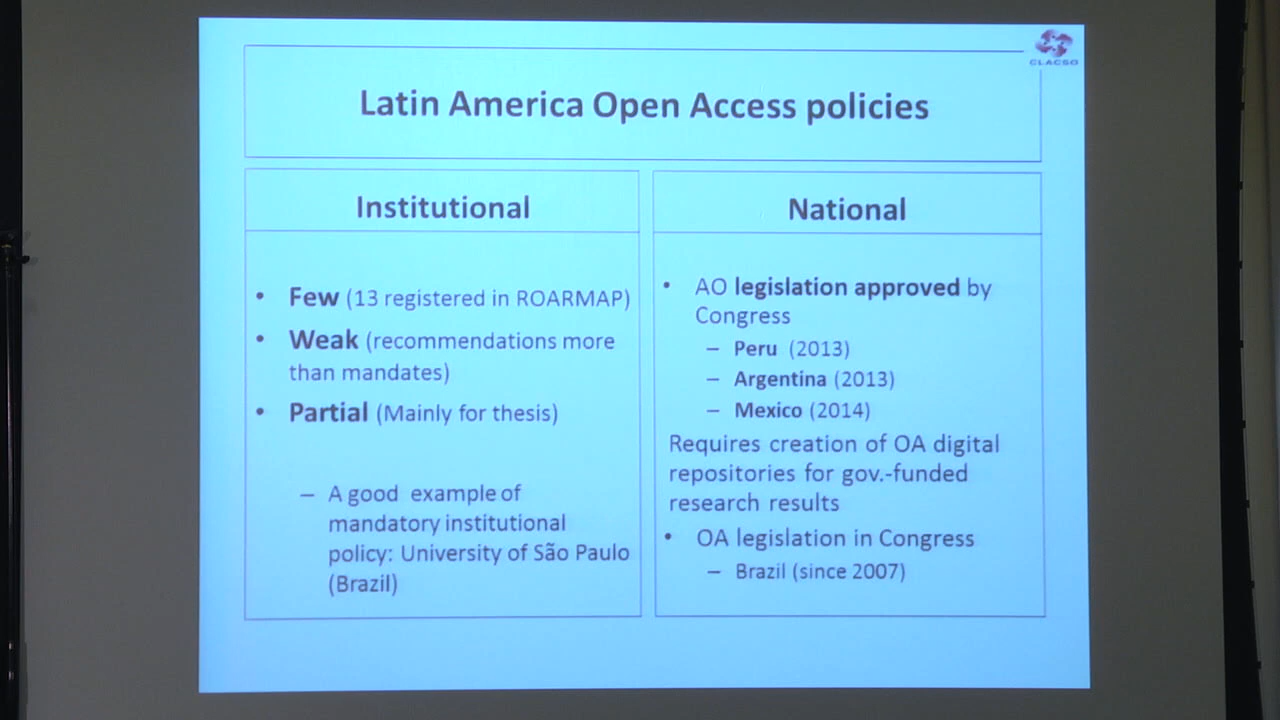 CLACSO
Latin America Open Access policies
Institutional
• Few (13 registered in ROARMAP)
• Weak (recommendations more
than mandates)
• Partial (Mainly for thesis)
– A good example of
mandatory institutional
policy: University of São Paulo
(Brazil)
National
• AO legislation approved by
Congress
– Peru (2013)
– Argentina (2013)
– Mexico (2014)
Requires creation of OA digital
repositories for gov.-funded
research results
• OA legislation in Congress
– Brazil (since 2007)